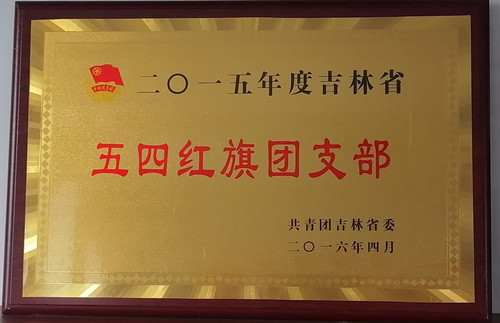 二〇一五年度吉林省
五四红旗团支部
共青团吉林省委
二〇一六年四月